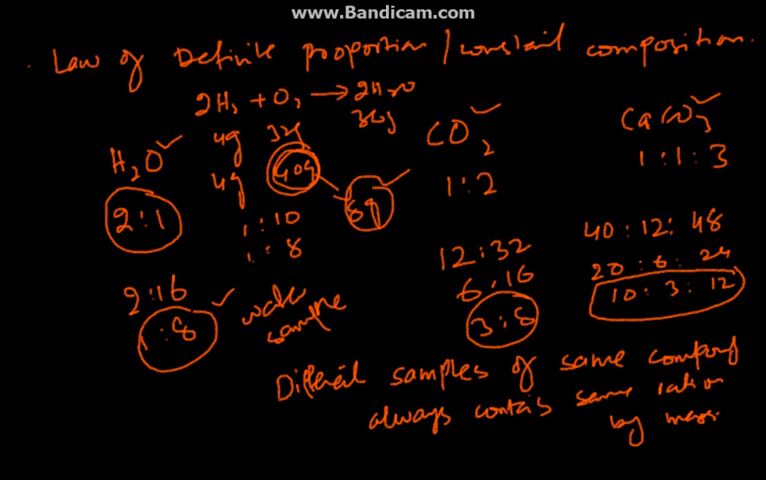 www.Bandicam.com
Law of Definite proportion / constant composition.
2H₂ + O₂ → 2H₂O
4g 32g 36g
H₂O
4g 40g 8g
2:1
1:10
1:8
2:16
1:8
water
sample
CO₂
1:2
12:32
6:16
3:8
CaCO₃
1:1:3
40:12:48
20:6:24
10:3:12
Different samples of same compound
always contains same ratio
by mass.